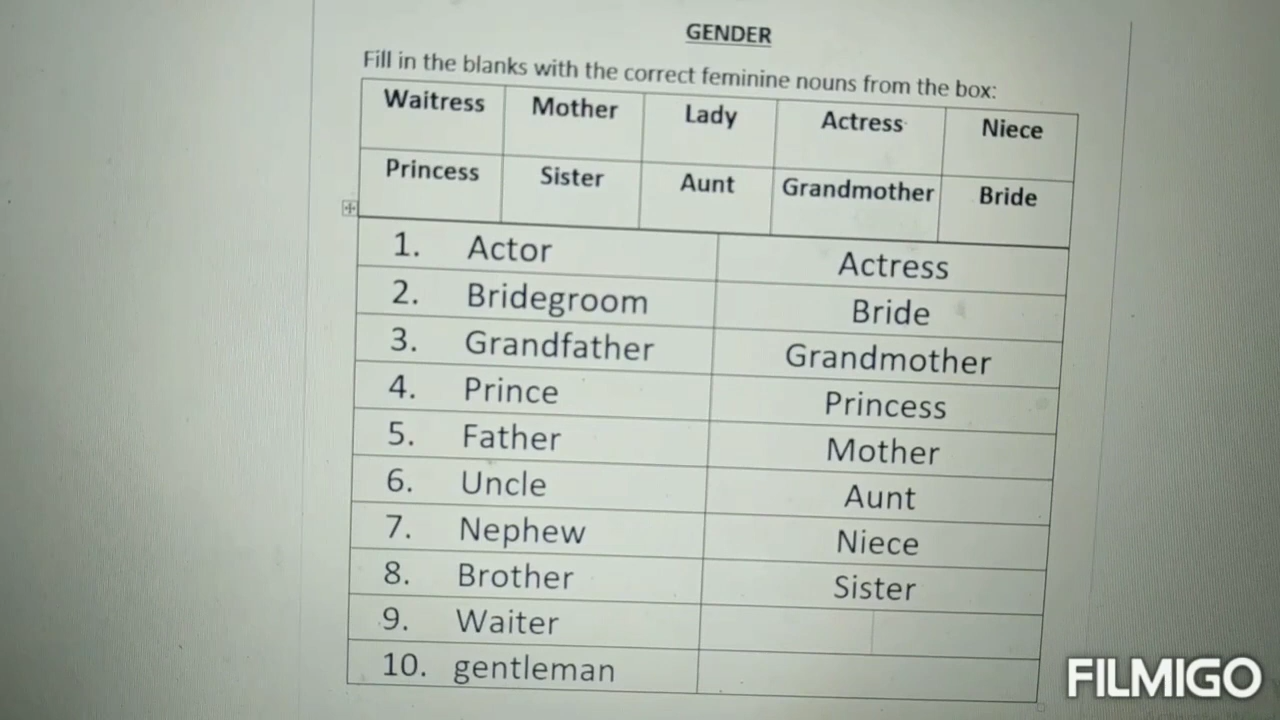 GENDER
Fill in the blanks with the correct feminine nouns from the box:
Waitress Mother Lady Actress Niece
Princess Sister Aunt Grandmother Bride
1. Actor Actress
2. Bridegroom Bride
3. Grandfather Grandmother
4. Prince Princess
5. Father Mother
6. Uncle Aunt
7. Nephew Niece
8. Brother Sister
9. Waiter
10. gentleman
FILMIGO